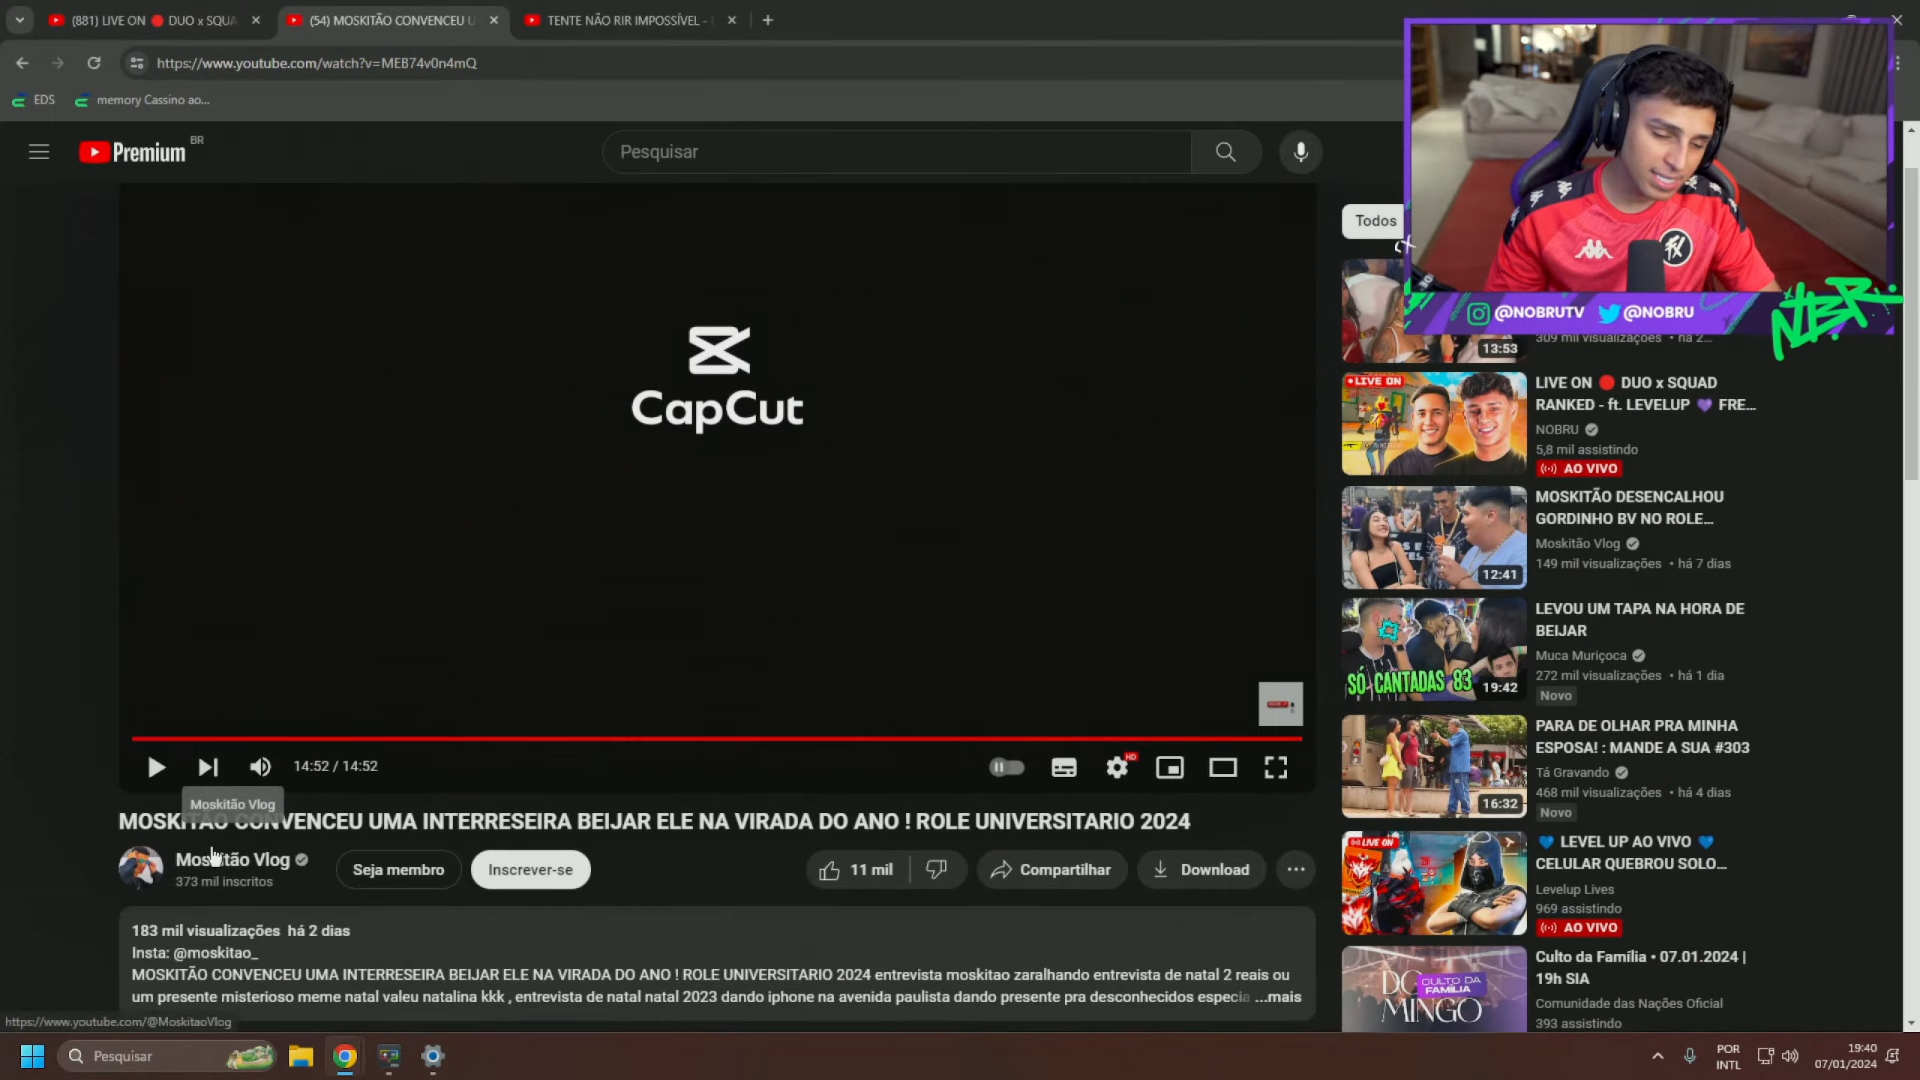 (881) LIVE ON 🔴 DUO x SQUA
(54) MOSKITÃO CONVENCEU U
TENTE NÃO RIR IMPOSSÍVEL -
https://www.youtube.com/watch?v=MEB74v0n4mQ
EDS
memory Cassino ao...
Premium
BR
Pesquisar
CapCut
14:52 / 14:52
HD
Moskitão Vlog
MOSKITÃO CONVENCEU UMA INTERRESEIRA BEIJAR ELE NA VIRADA DO ANO ! ROLE UNIVERSITARIO 2024
Moskitão Vlog
373 mil inscritos
Seja membro
Inscrever-se
11 mil
Compartilhar
Download
183 mil visualizações há 2 dias
Insta: @moskitao_
MOSKITÃO CONVENCEU UMA INTERRESEIRA BEIJAR ELE NA VIRADA DO ANO ! ROLE UNIVERSITARIO 2024 entrevista moskitao zaralhando entrevista de natal 2 reais ou
um presente misterioso meme natal valeu natalina kkk , entrevista de natal natal 2023 dando iphone na avenida paulista dando presente pra desconhecidos especia ...mais
https://www.youtube.com/@MoskitaoVlog
Todos
@NOBRUTV @NOBRU
NBR
309 mil visualizações • há 2...
13:53
LIVE ON
LIVE ON 🔴 DUO x SQUAD
RANKED - ft. LEVELUP 💜 FRE...
NOBRU
5,8 mil assistindo
AO VIVO
MOSKITÃO DESENCALHOU
GORDINHO BV NO ROLE...
Moskitão Vlog
149 mil visualizações • há 7 dias
12:41
LEVOU UM TAPA NA HORA DE
BEIJAR
Muca Muriçoca
272 mil visualizações • há 1 dia
Novo
SÓ CANTADAS 83
19:42
PARA DE OLHAR PRA MINHA
ESPOSA! : MANDE A SUA #303
Tá Gravando
468 mil visualizações • há 4 dias
Novo
16:32
LIVE ON
💙 LEVEL UP AO VIVO 💙
CELULAR QUEBROU SOLO...
Levelup Lives
969 assistindo
AO VIVO
Culto da Família • 07.01.2024 |
19h SIA
Comunidade das Nações Oficial
393 assistindo
DO
MINGO
CULTO DA
FAMÍLIA
Pesquisar
POR
INTL
19:40
07/01/2024